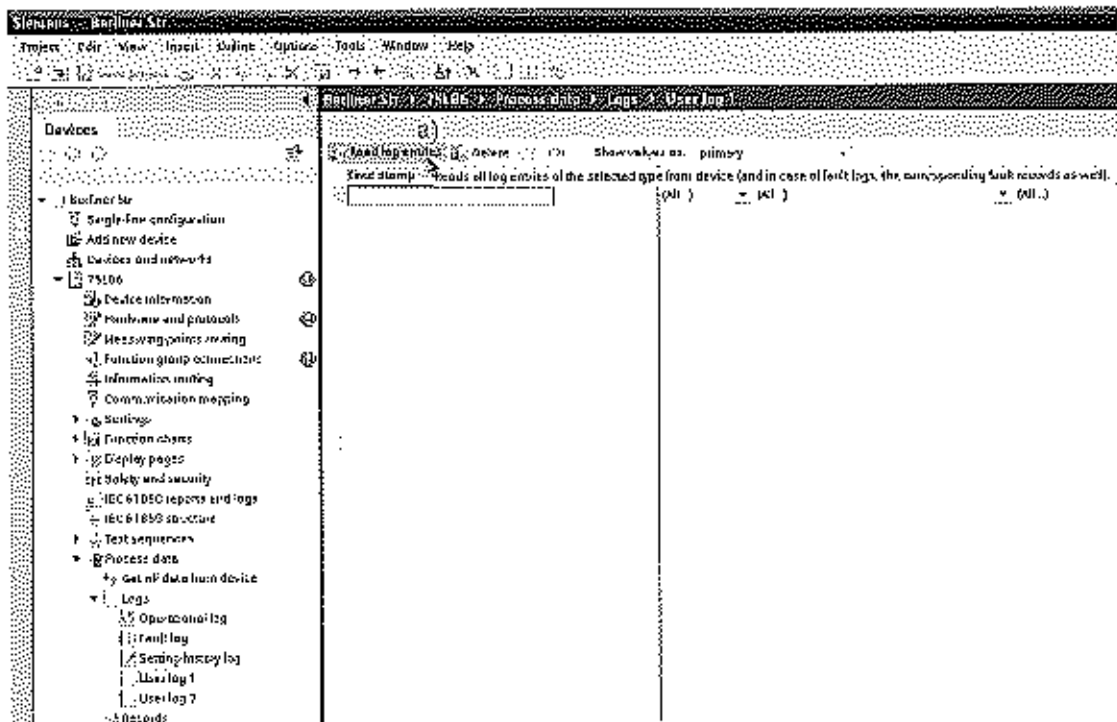 Siemens - Berliner Str
Project Edit View Insert Online Options Tools Window Help
Berliner Str > 7SL86 > Process data > Logs > User log 1
Devices
a)
Read log entries Delete Show values as: primary
Time stamp Reads all log entries of the selected type from device (and in case of fault logs, the corresponding fault records as well).
(All) (All) (All)
Berliner Str
Single-line configuration
Add new device
Devices and networks
Device information
Hardware and protocols
Measuring-points routing
Function group connections
Information routing
Communication mapping
Settings
Function charts
Display pages
Safety and security
IEC 61850 reports and logs
IEC 61850 structure
Test sequences
Process data
Get all data from device
Logs
Operational log
Fault log
Setting-history log
User log 1
User log 2
Records